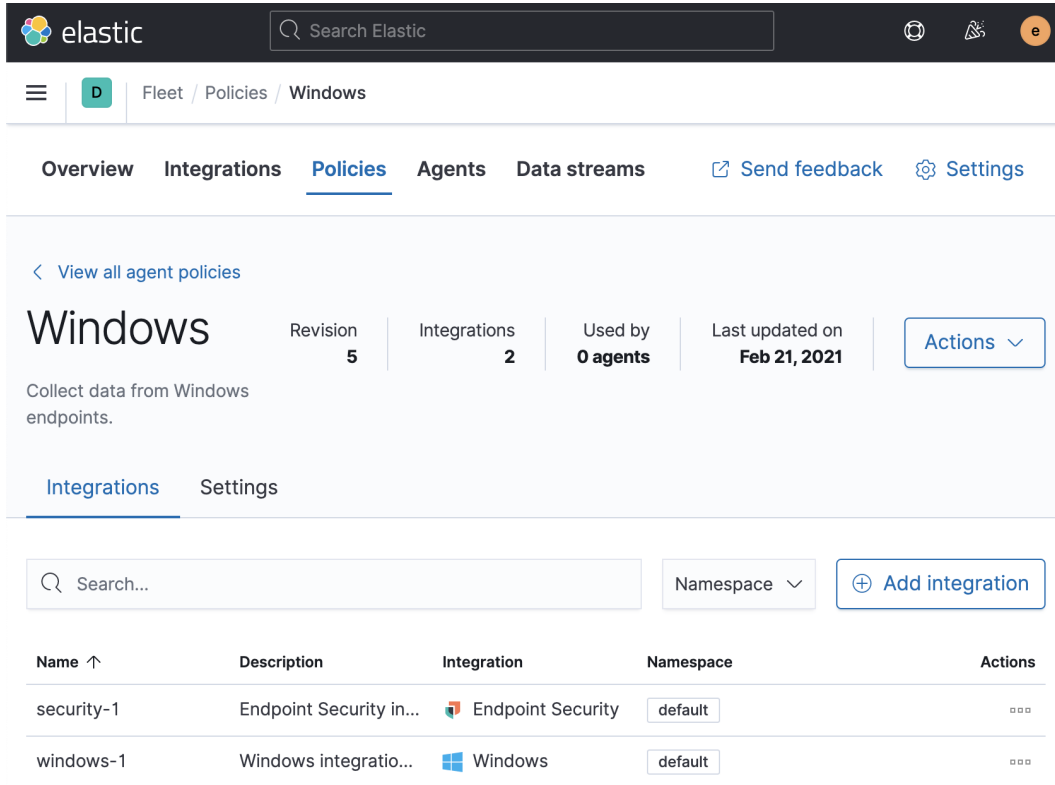 elastic
Search Elastic
e
D
Fleet / Policies / Windows
Overview Integrations Policies Agents Data streams Send feedback Settings
View all agent policies
Windows
Revision Integrations Used by Last updated on
5 2 0 agents Feb 21, 2021
Actions
Collect data from Windows
endpoints.
Integrations Settings
Search... Namespace Add integration
Name Description Integration Namespace Actions
security-1 Endpoint Security in... Endpoint Security default
windows-1 Windows integratio... Windows default